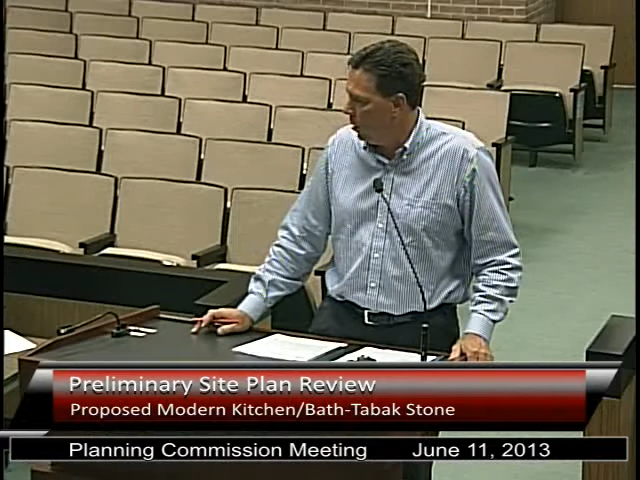 Preliminary Site Plan Review
Proposed Modern Kitchen/Bath-Tabak Stone
Planning Commission Meeting June 11, 2013